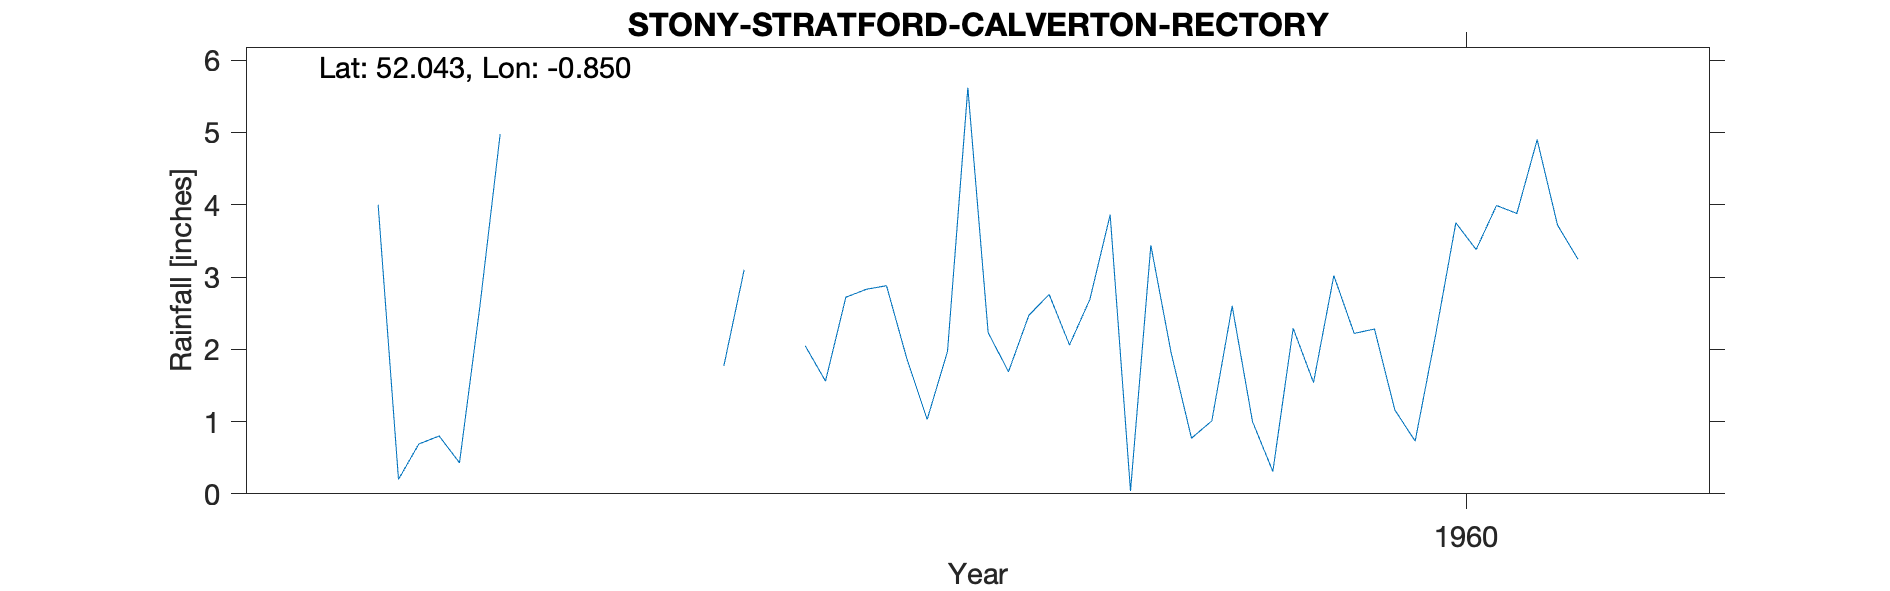 STONY-STRATFORD-CALVERTON-RECTORY
Lat: 52.043, Lon: -0.850
6
5
4
3
2
1
0
Rainfall [inches]
1960
Year